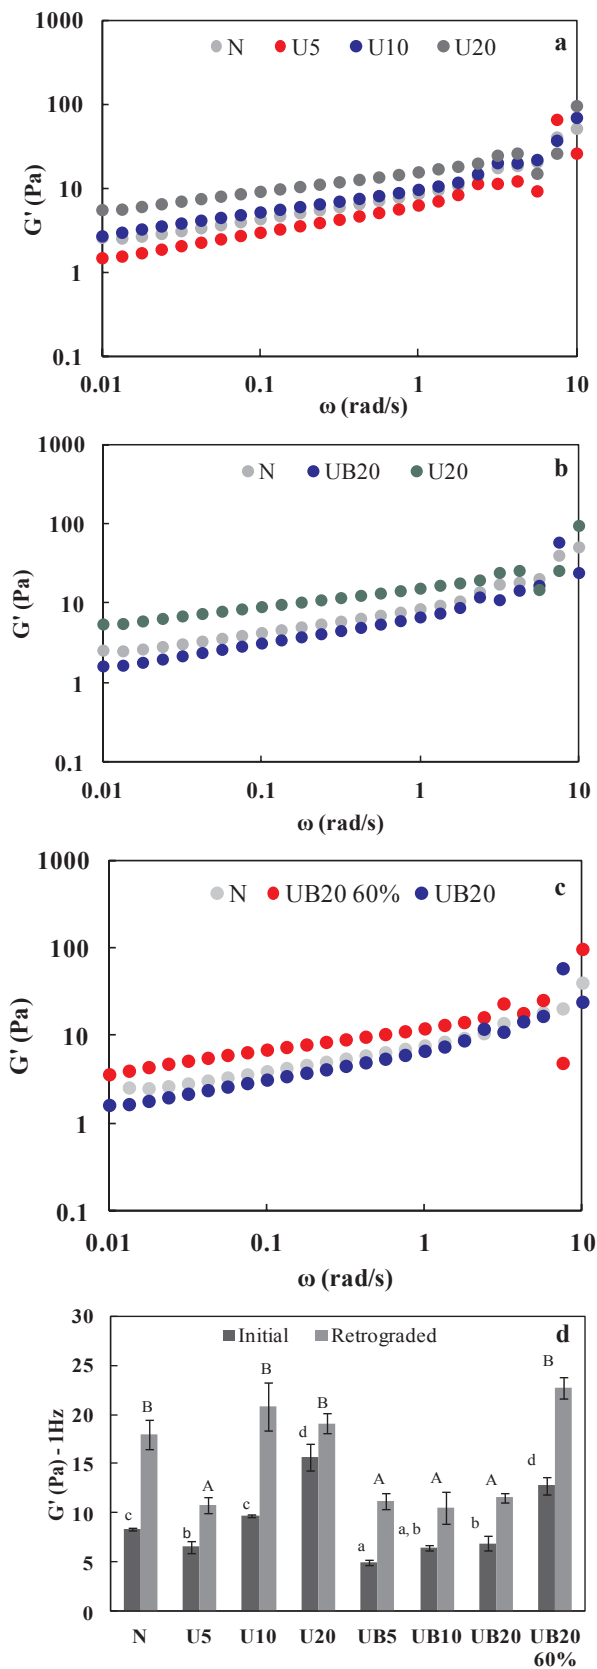 1000
a
N U5 U10 U20
100
10
1
0.1
G' (Pa)
0.01 0.1 1 10
ω (rad/s)
1000
b
N UB20 U20
100
10
1
0.1
G' (Pa)
0.01 0.1 1 10
ω (rad/s)
1000
c
N UB20 60% UB20
100
10
1
0.1
G' (Pa)
0.01 0.1 1 10
ω (rad/s)
30
Initial Retrograded d
25
20
15
10
5
0
G' (Pa) - 1Hz
c B b A c B d B a A a, b A b A d B
N U5 U10 U20 UB5 UB10 UB20 UB20
60%